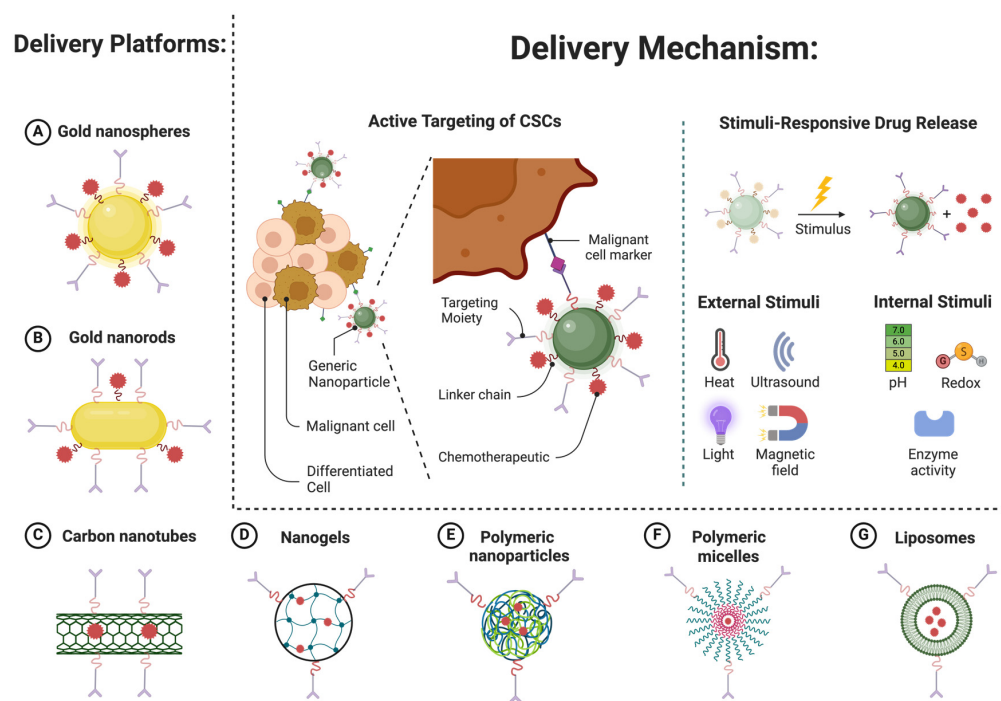 Delivery Platforms:
Delivery Mechanism:
A Gold nanospheres
B Gold nanorods
Active Targeting of CSCs
Malignant
cell marker
Targeting
Moiety
Generic
Nanoparticle
Linker chain
Malignant cell
Chemotherapeutic
Differentiated
Cell
Stimuli-Responsive Drug Release
Stimulus
+
External Stimuli
Heat
Ultrasound
Light
Magnetic
field
Internal Stimuli
7.0
6.0
5.0
4.0
pH
G S H
Redox
Enzyme
activity
C Carbon nanotubes
D Nanogels
E Polymeric
nanoparticles
F Polymeric
micelles
G Liposomes